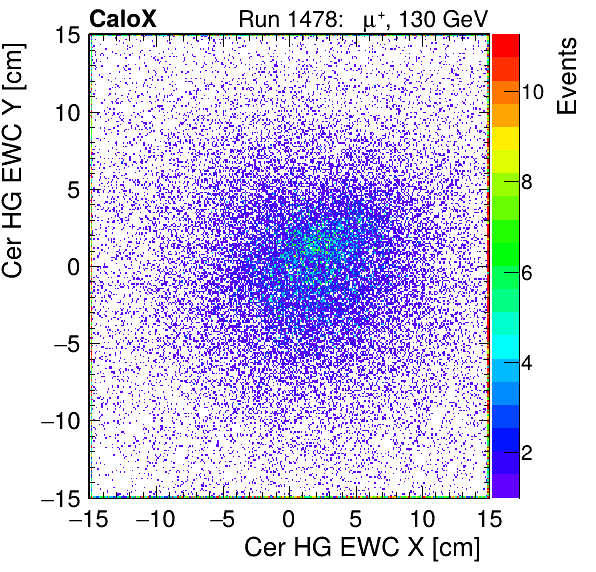 CaloX Run 1478: μ⁺, 130 GeV
Cer HG EWC Y [cm]
15
10
5
0
−5
−10
−15
−15 −10 −5 0 5 10 15
Cer HG EWC X [cm]
Events
10
8
6
4
2